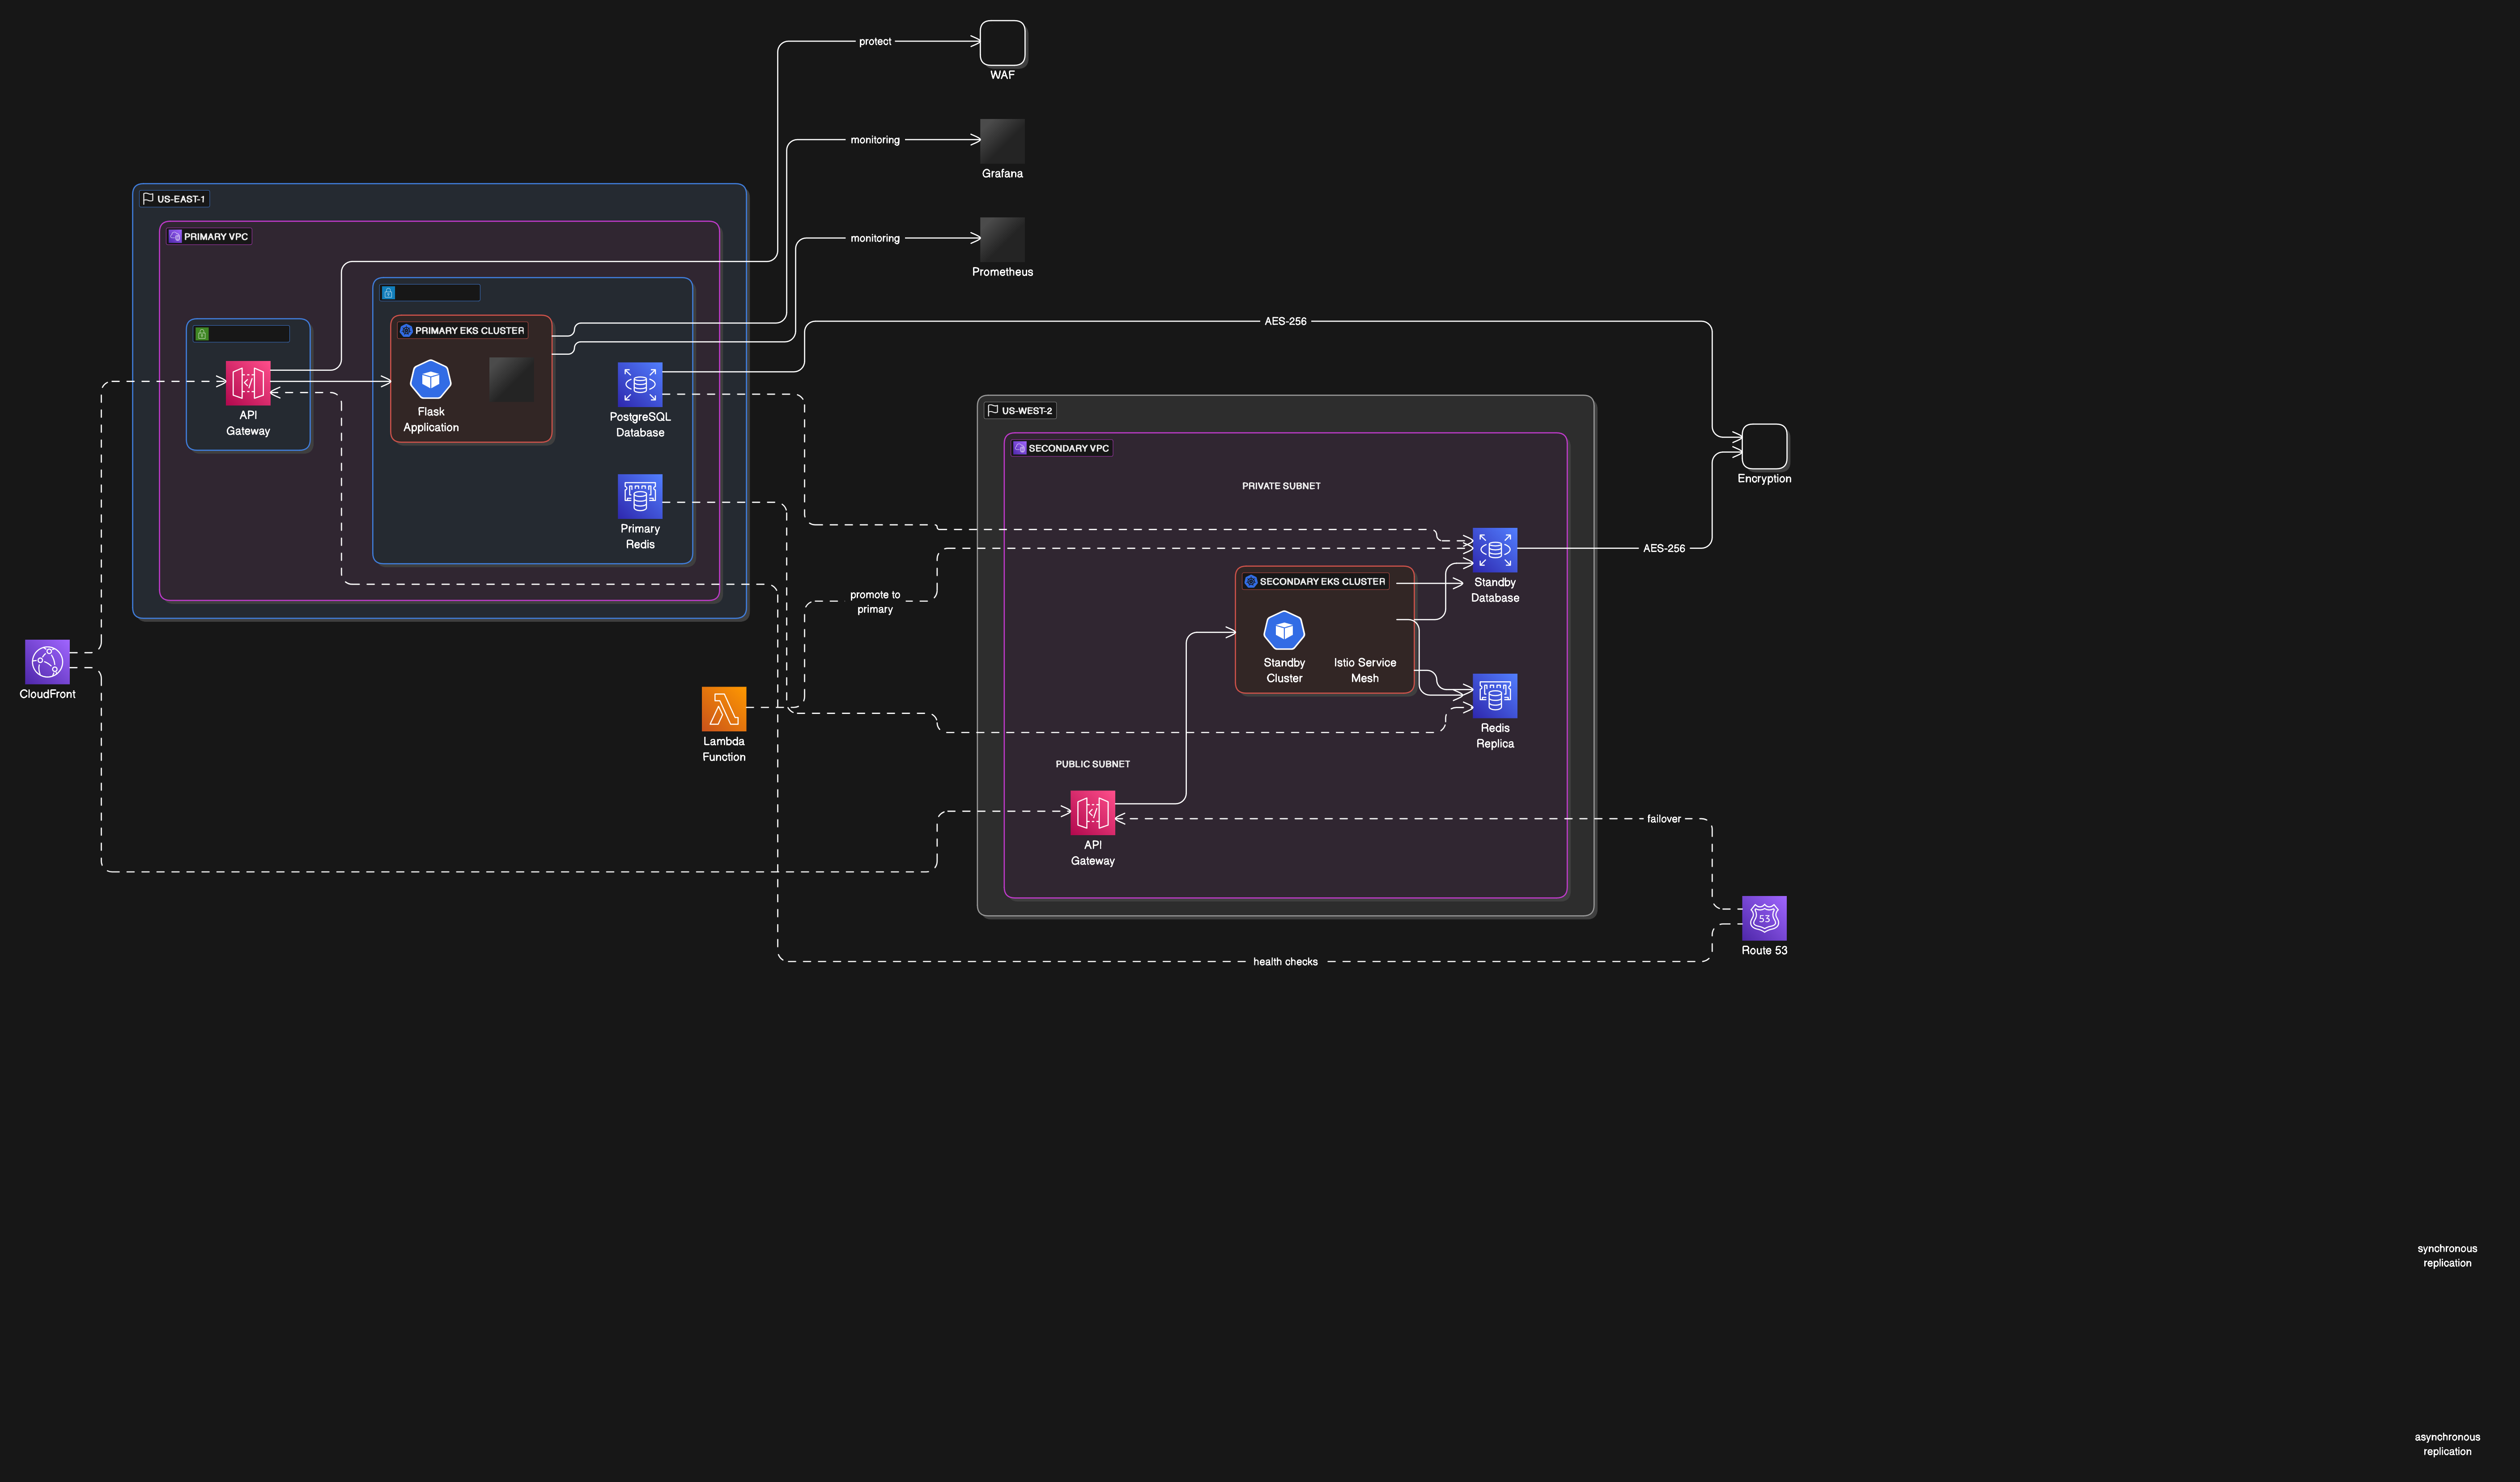 protect
WAF
monitoring
Grafana
monitoring
Prometheus
US-EAST-1
PRIMARY VPC
PRIMARY EKS CLUSTER
API
Gateway
Flask
Application
PostgreSQL
Database
Primary
Redis
AES-256
US-WEST-2
SECONDARY VPC
PRIVATE SUBNET
Encryption
AES-256
Standby
Database
SECONDARY EKS CLUSTER
promote to
primary
Standby
Cluster
Istio Service
Mesh
CloudFront
Lambda
Function
Redis
Replica
PUBLIC SUBNET
API
Gateway
failover
53
Route 53
health checks
synchronous
replication
asynchronous
replication